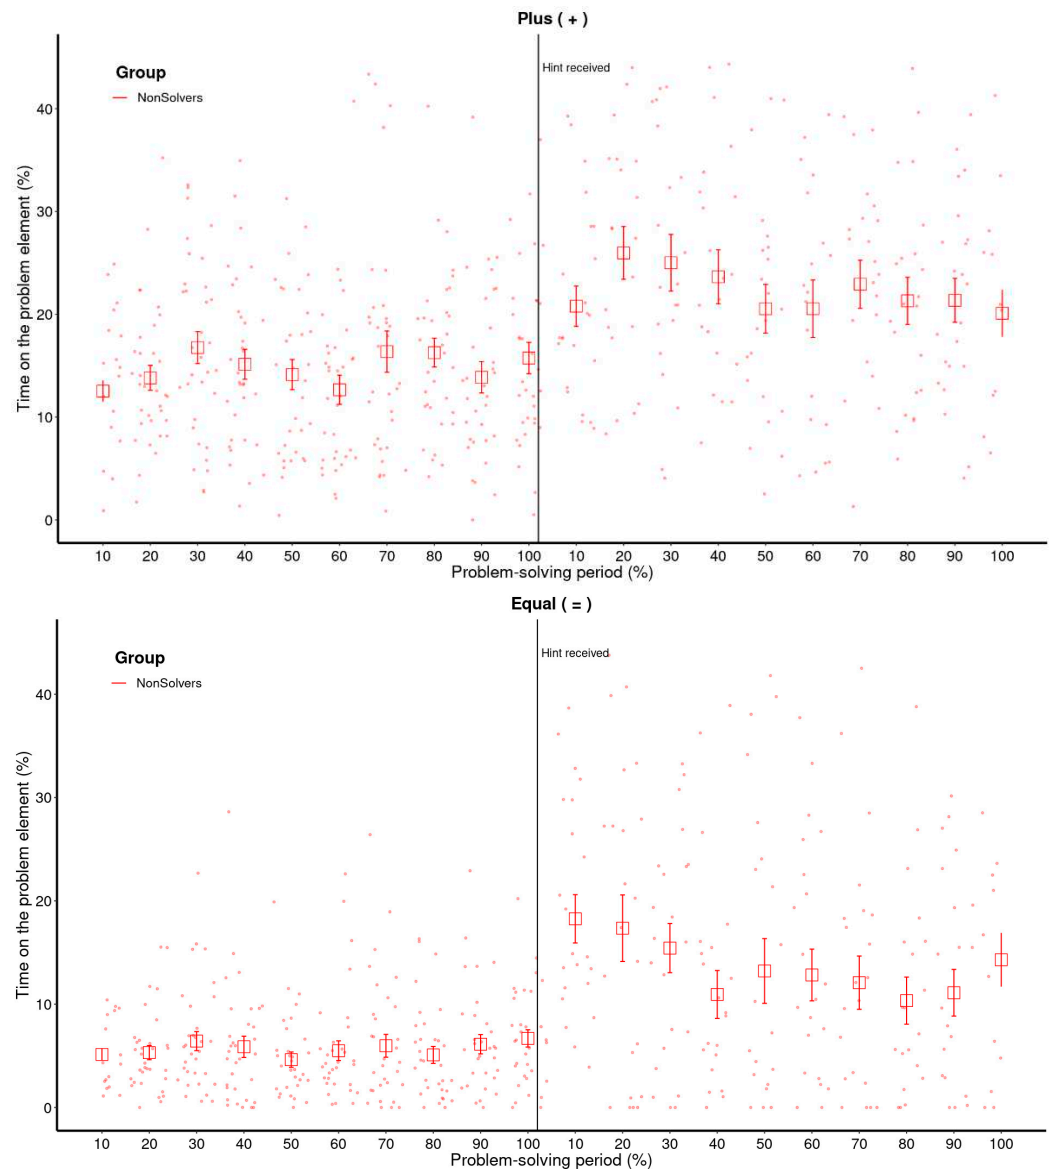 Plus ( + )
Hint received
Group
NonSolvers
Time on the problem element (%)
40
30
20
10
0
10 20 30 40 50 60 70 80 90 100 10 20 30 40 50 60 70 80 90 100
Problem-solving period (%)
Equal ( = )
Hint received
Group
NonSolvers
Time on the problem element (%)
40
30
20
10
0
10 20 30 40 50 60 70 80 90 100 10 20 30 40 50 60 70 80 90 100
Problem-solving period (%)